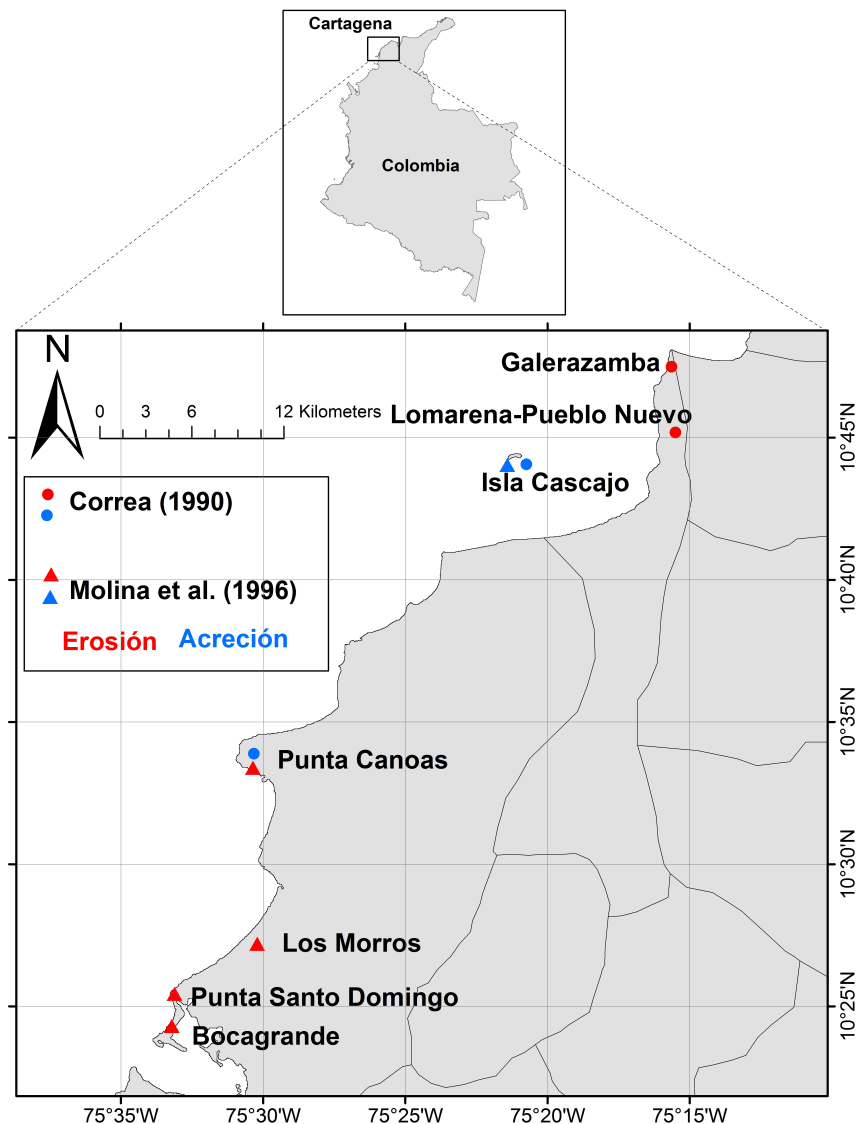 Cartagena
Colombia
N
0 3 6 12 Kilometers
Galerazamba
Lomarena-Pueblo Nuevo
Isla Cascajo
Correa (1990)
Molina et al. (1996)
Erosión Acreción
Punta Canoas
Los Morros
Punta Santo Domingo
Bocagrande
10°45'N
10°40'N
10°35'N
10°30'N
10°25'N
75°35'W 75°30'W 75°25'W 75°20'W 75°15'W